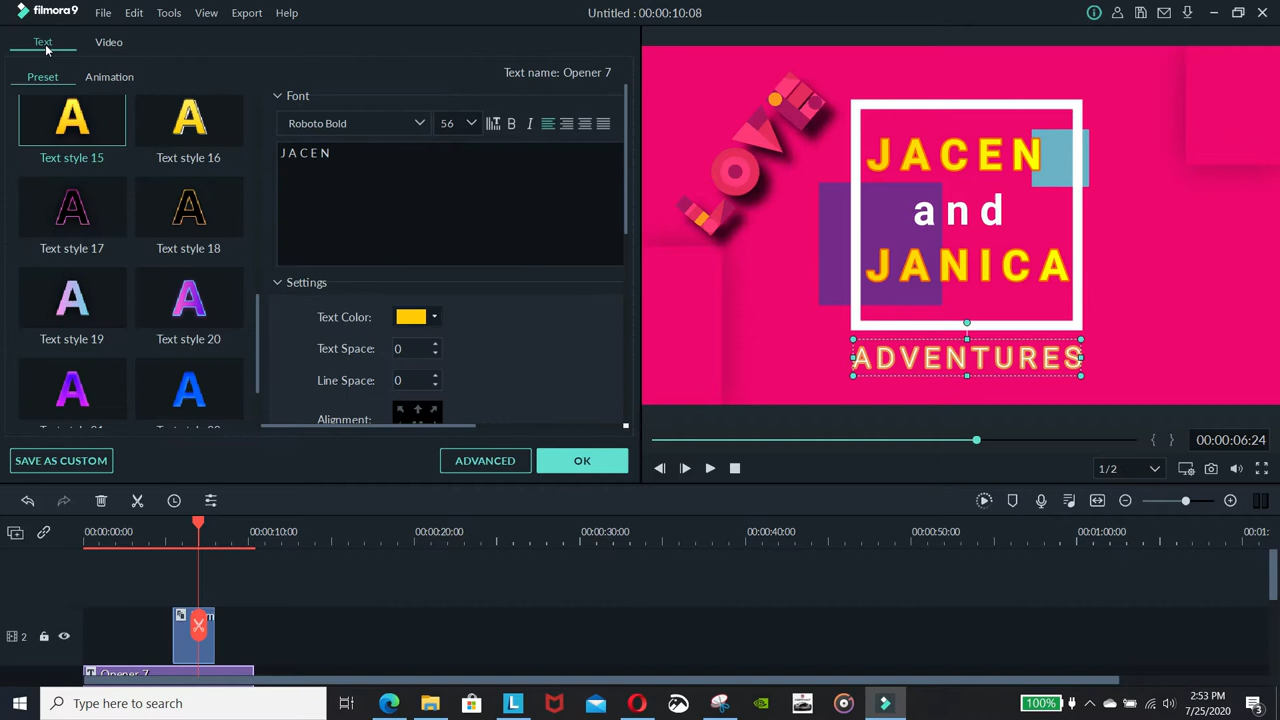 filmora9 File Edit Tools View Export Help Untitled : 00:00:10:08
Text Video
Preset Animation Text name: Opener 7
Font
Roboto Bold 56 B I
J A C E N
Text style 15 Text style 16
Text style 17 Text style 18
Text style 19 Text style 20
Settings
Text Color:
Text Space: 0
Line Space: 0
Alignment:
SAVE AS CUSTOM ADVANCED OK
LOVE
JACEN
and
JANICA
ADVENTURES
{ } 00:00:06:24
1/2
00:00:00:00 00:00:10:00 00:00:20:00 00:00:30:00 00:00:40:00 00:00:50:00 00:01:00:00 00:01:
2
Opener 7
Type here to search
100%
2:53 PM
7/25/2020
3